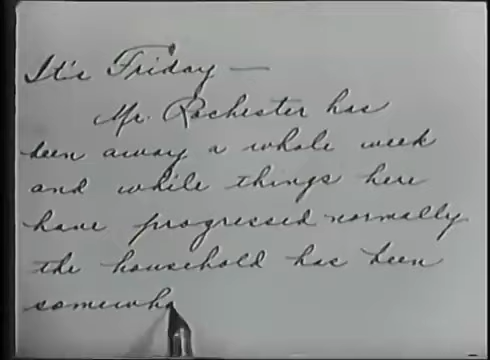 It's Friday —
Mr. Rochester has
been away a whole week
and while things here
have progressed normally
the household has been
somewha